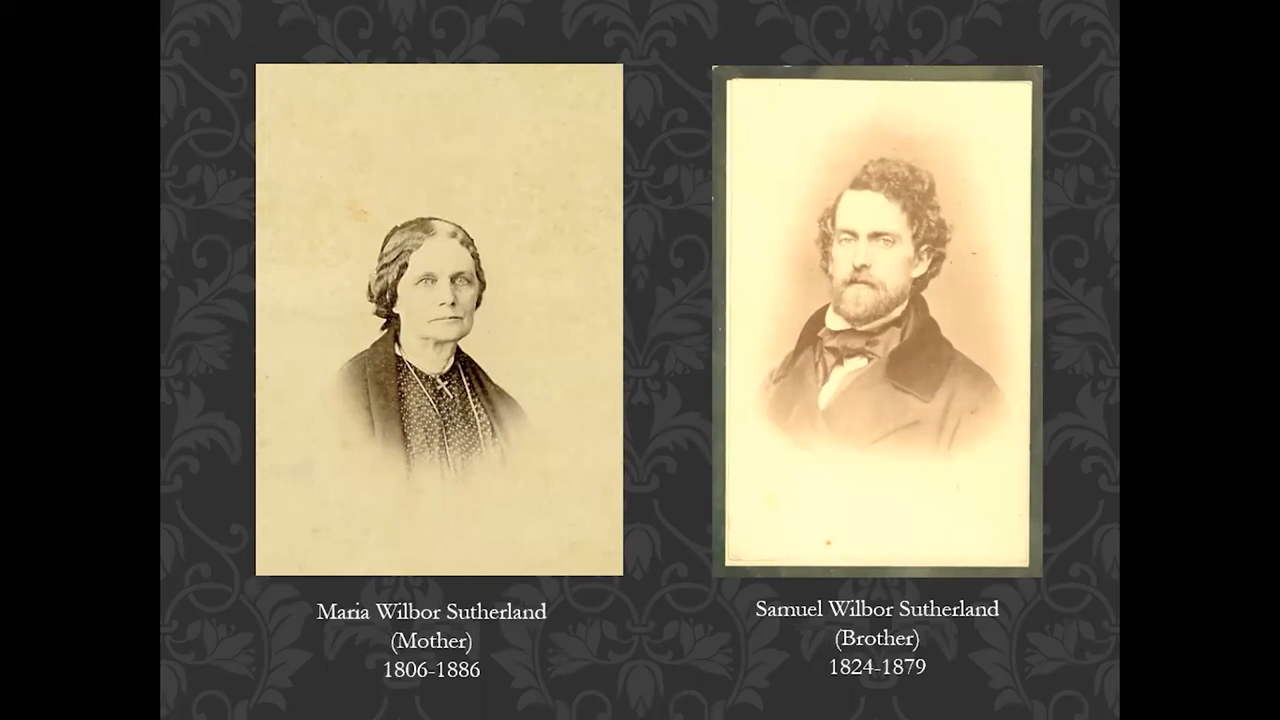 Maria Wilbor Sutherland
(Mother)
1806-1886
Samuel Wilbor Sutherland
(Brother)
1824-1879